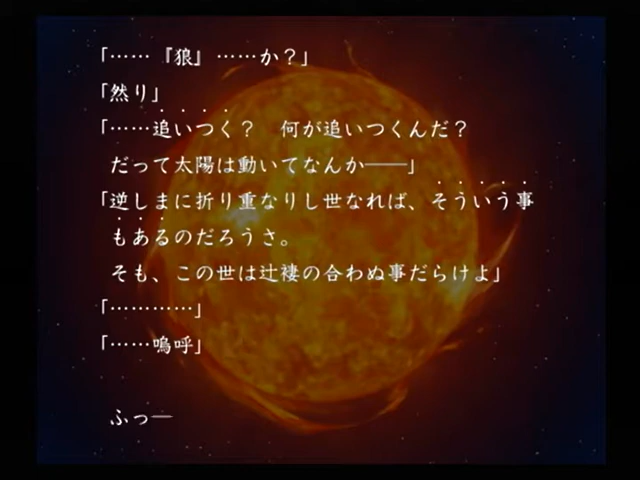 「……『狼』……か？」
「然り」
「……追いつく？　何が追いつくんだ？
だって太陽は動いてなんか――」
「逆しまに折り重なりし世なれば、そういう事
もあるのだろうさ。
そも、この世は辻褄の合わぬ事だらけよ」
「…………」
「……嗚呼」
ふっ―